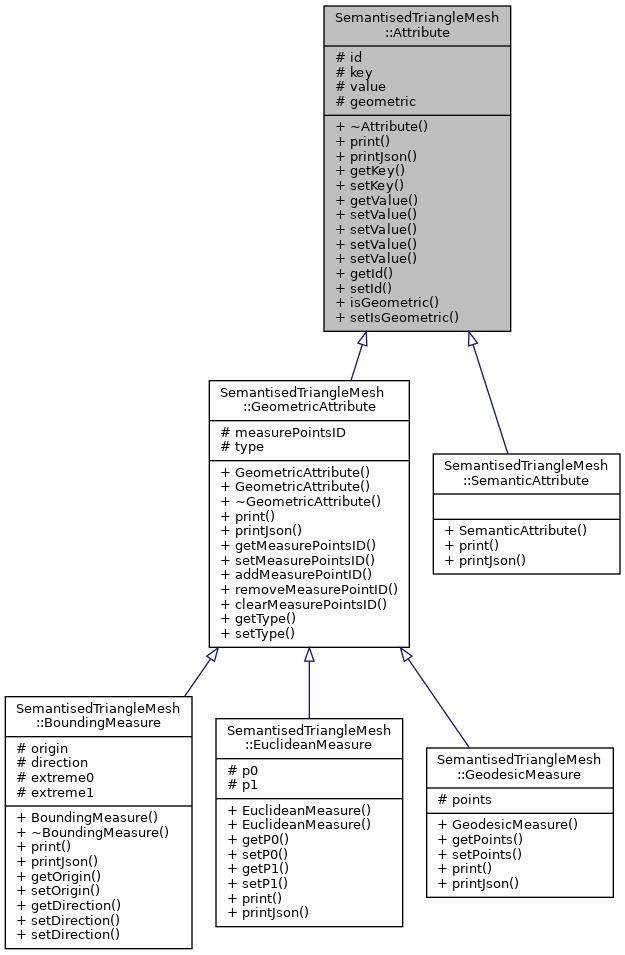 SemantisedTriangleMesh
::Attribute
# id
# key
# value
# geometric
+ ~Attribute()
+ print()
+ printJson()
+ getKey()
+ setKey()
+ getValue()
+ setValue()
+ setValue()
+ setValue()
+ setValue()
+ getId()
+ setId()
+ isGeometric()
+ setIsGeometric()
SemantisedTriangleMesh
::GeometricAttribute
# measurePointsID
# type
+ GeometricAttribute()
+ GeometricAttribute()
+ ~GeometricAttribute()
+ print()
+ printJson()
+ getMeasurePointsID()
+ setMeasurePointsID()
+ addMeasurePointID()
+ removeMeasurePointID()
+ clearMeasurePointsID()
+ getType()
+ setType()
SemantisedTriangleMesh
::SemanticAttribute
+ SemanticAttribute()
+ print()
+ printJson()
SemantisedTriangleMesh
::BoundingMeasure
# origin
# direction
# extreme0
# extreme1
+ BoundingMeasure()
+ ~BoundingMeasure()
+ print()
+ printJson()
+ getOrigin()
+ setOrigin()
+ getDirection()
+ setDirection()
+ setDirection()
SemantisedTriangleMesh
::EuclideanMeasure
# p0
# p1
+ EuclideanMeasure()
+ EuclideanMeasure()
+ getP0()
+ setP0()
+ getP1()
+ setP1()
+ print()
+ printJson()
SemantisedTriangleMesh
::GeodesicMeasure
# points
+ GeodesicMeasure()
+ getPoints()
+ setPoints()
+ print()
+ printJson()